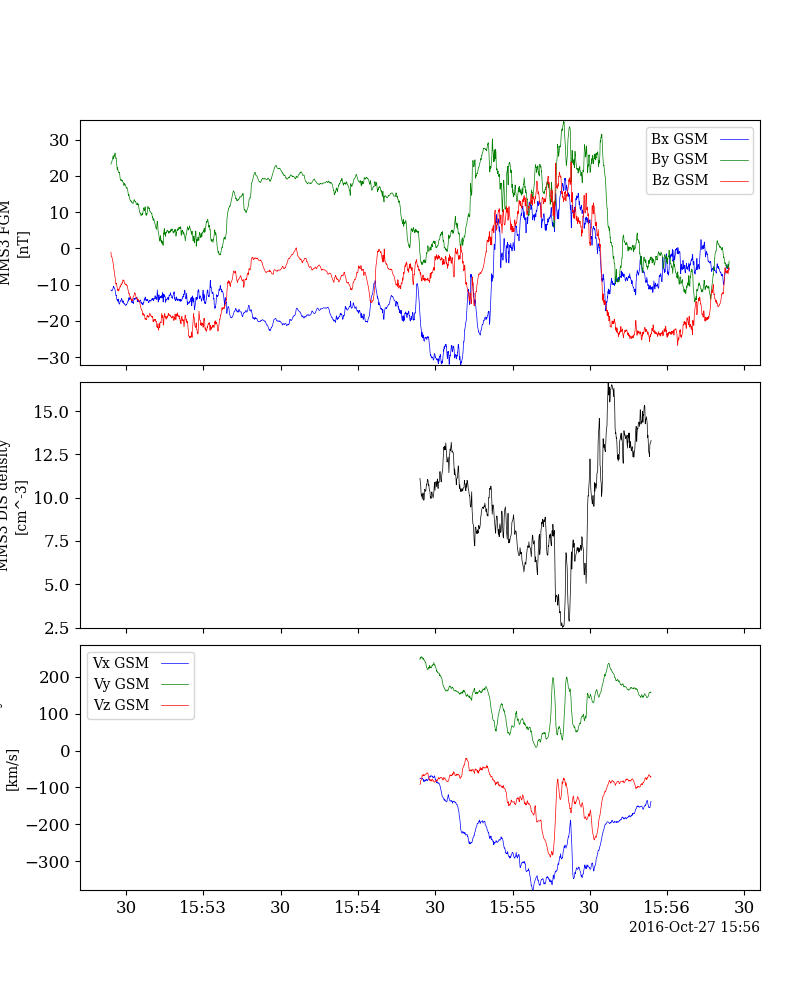 MMS3 FGM
[nT]
30
20
10
0
−10
−20
−30
Bx GSM
By GSM
Bz GSM
MMS3 DIS density
[cm^-3]
15.0
12.5
10.0
7.5
5.0
2.5
[km/s]
200
100
0
−100
−200
−300
Vx GSM
Vy GSM
Vz GSM
30 15:53 30 15:54 30 15:55 30 15:56 30
2016-Oct-27 15:56